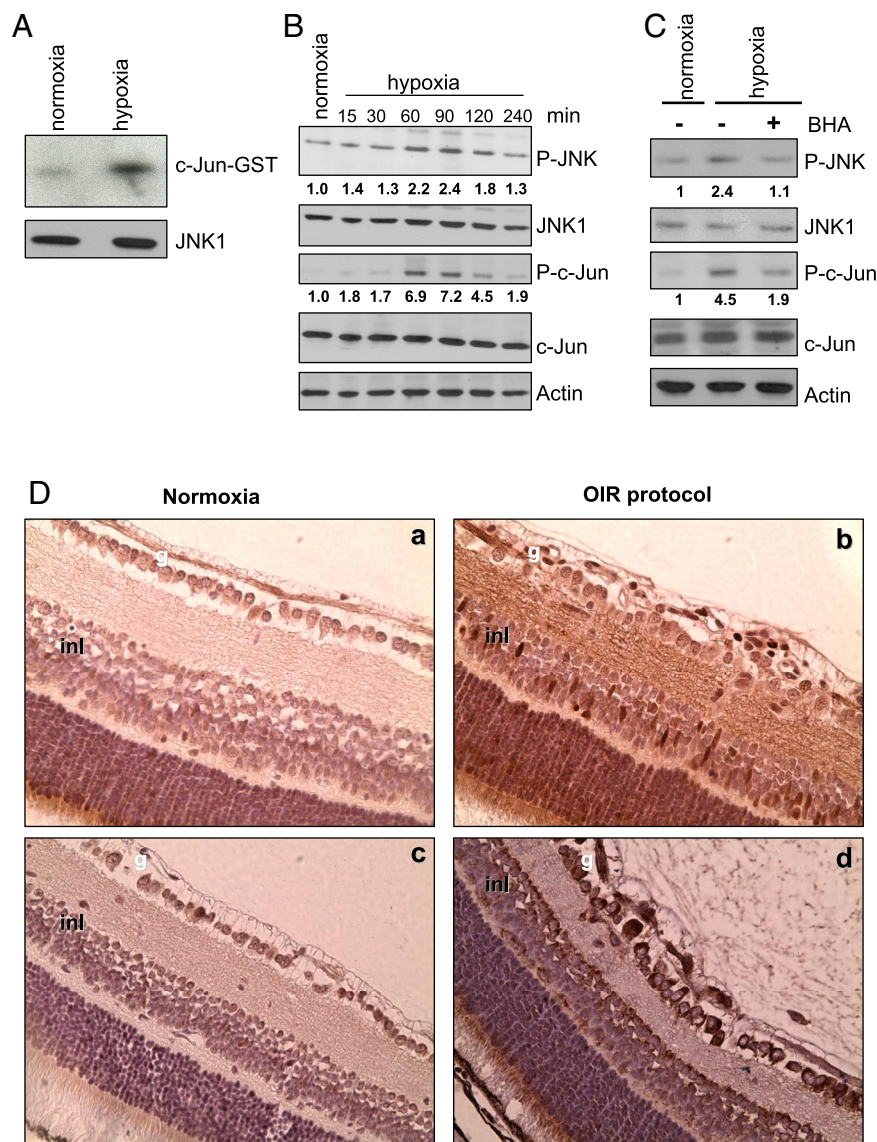 A
normoxia
hypoxia
c-Jun-GST
JNK1
B
normoxia
hypoxia
15 30 60 90 120 240 min
P-JNK
1.0 1.4 1.3 2.2 2.4 1.8 1.3
JNK1
P-c-Jun
1.0 1.8 1.7 6.9 7.2 4.5 1.9
c-Jun
Actin
C
normoxia
hypoxia
- - + BHA
P-JNK
1 2.4 1.1
JNK1
P-c-Jun
1 4.5 1.9
c-Jun
Actin
D
Normoxia
OIR protocol
a
g
inl
b
g
inl
c
g
inl
d
g
inl